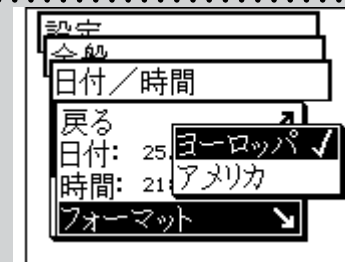 設定
全般
日付／時間
戻る
日付: 25.
時間: 21
フォーマット
ヨーロッパ
アメリカ